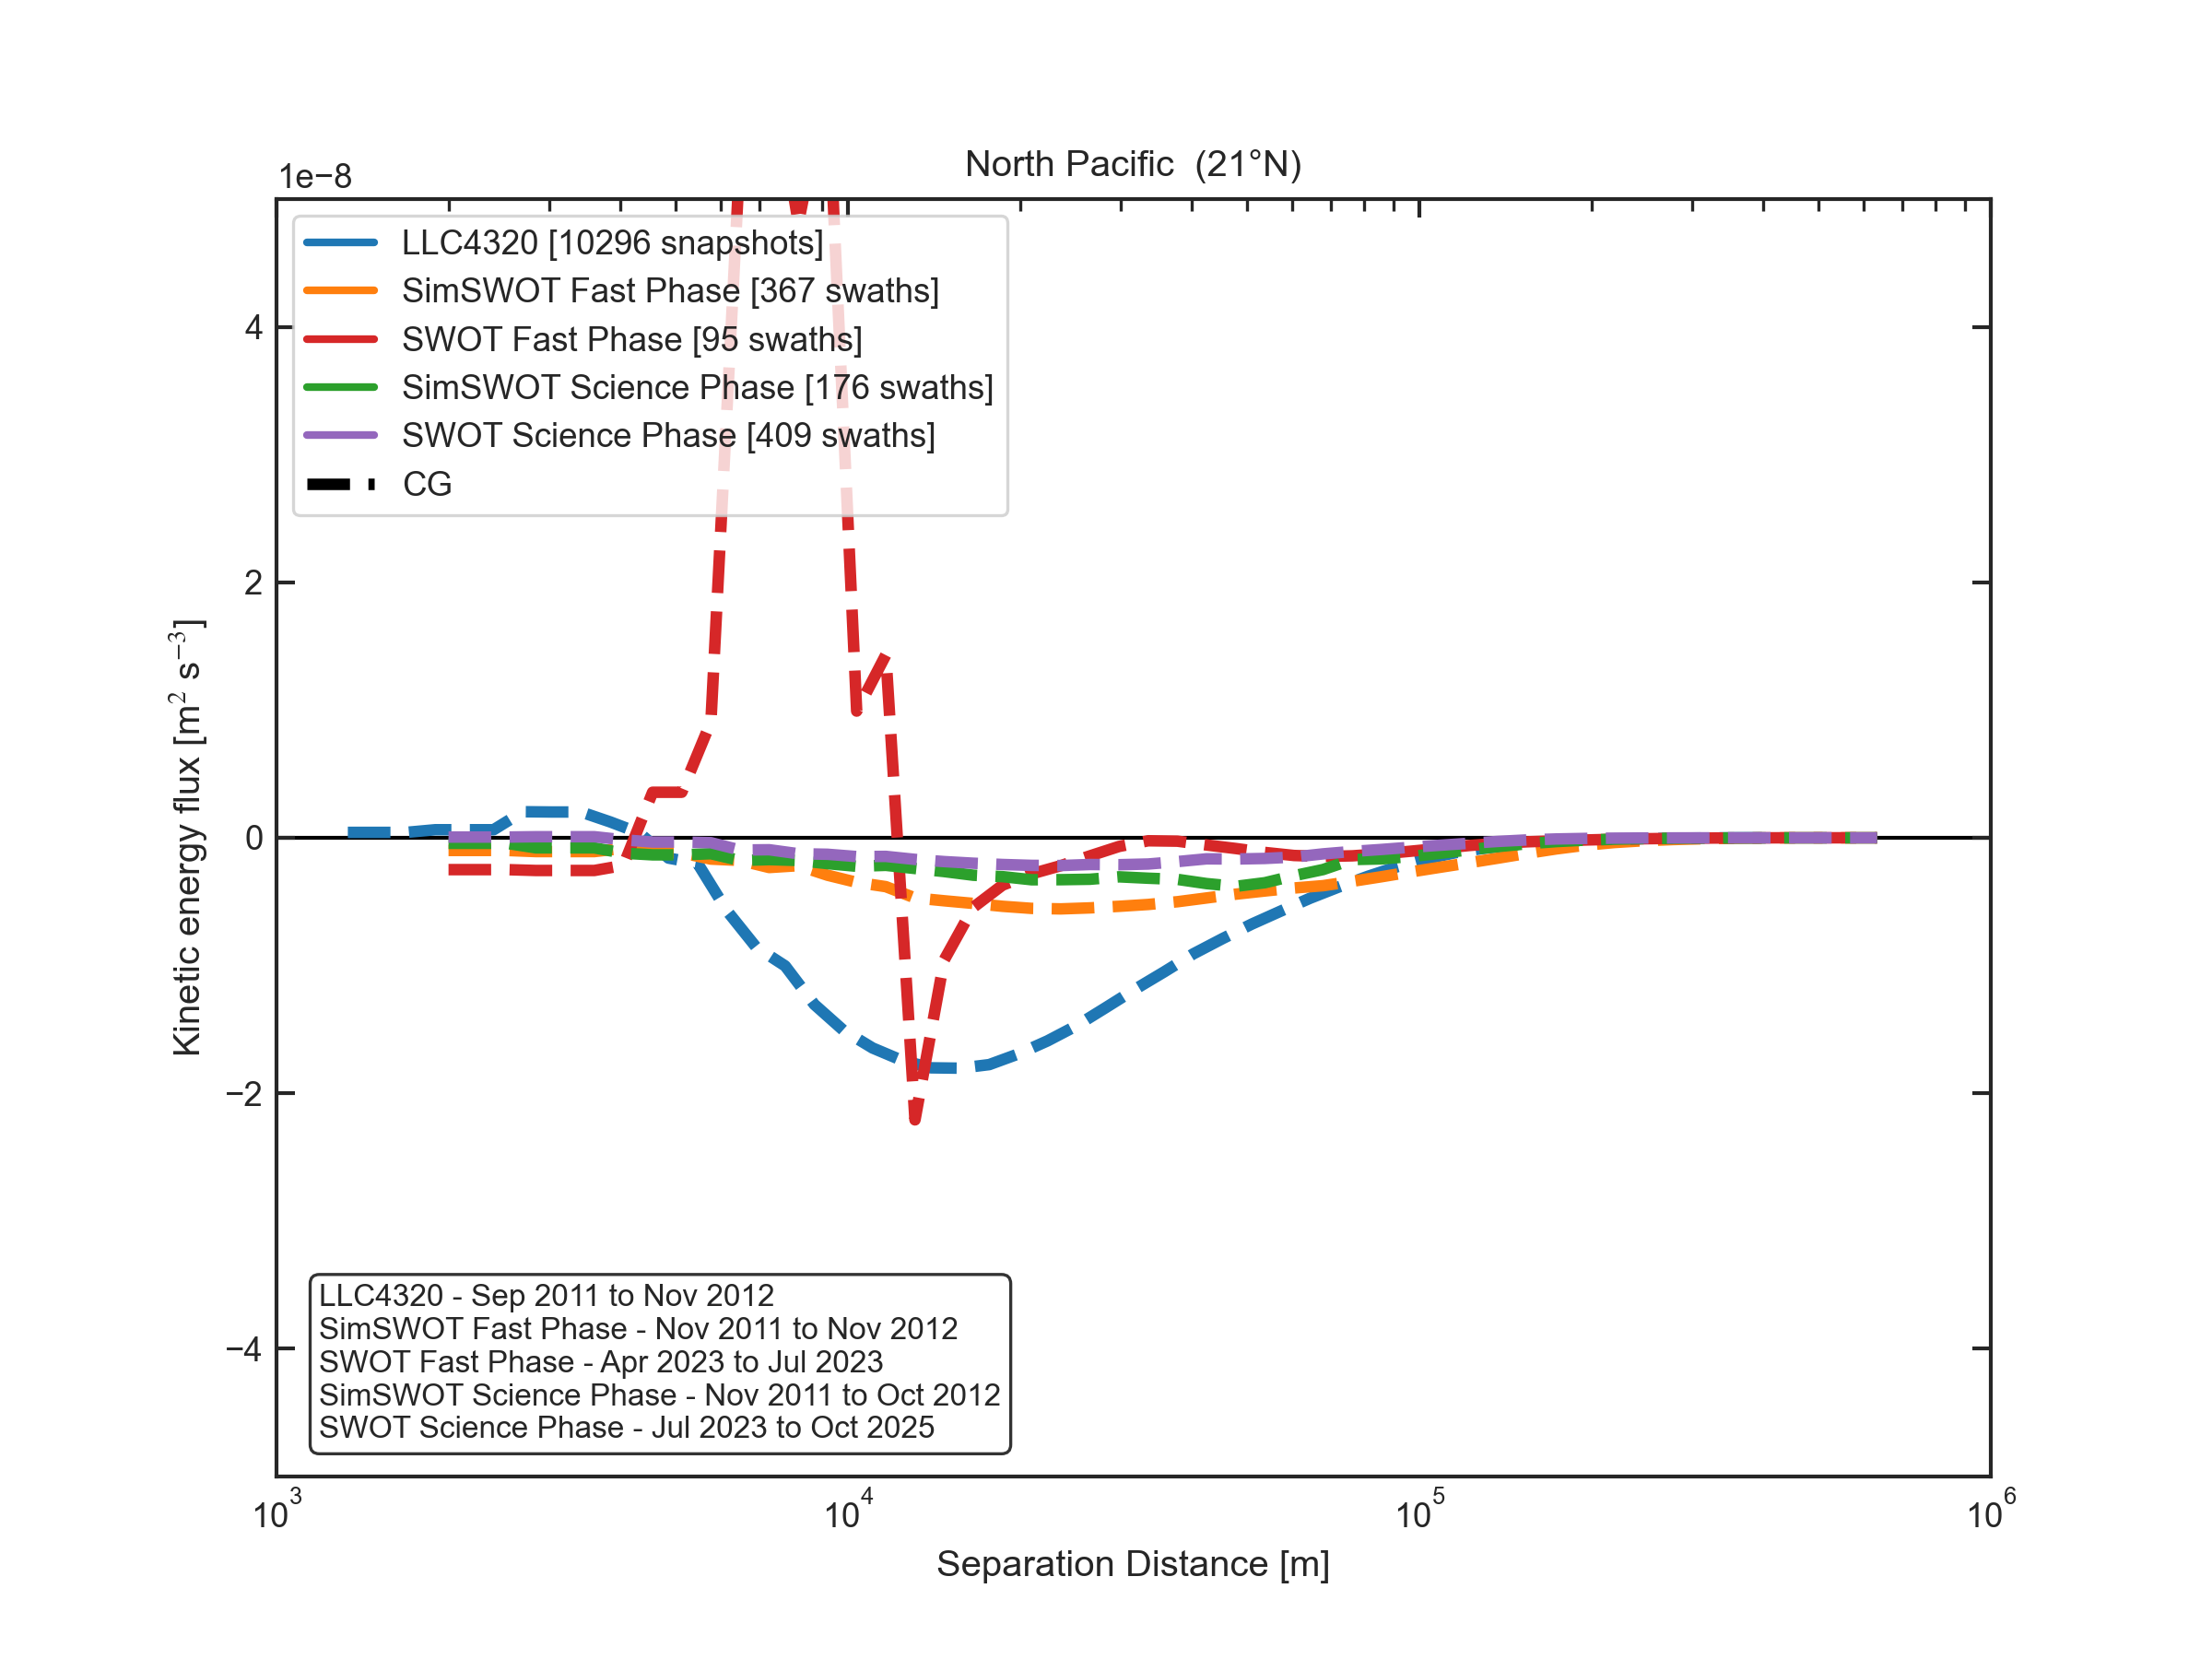 North Pacific  (21°N)
1e−8
LLC4320 [10296 snapshots]
SimSWOT Fast Phase [367 swaths]
SWOT Fast Phase [95 swaths]
SimSWOT Science Phase [176 swaths]
SWOT Science Phase [409 swaths]
CG
4
2
0
−2
−4
Kinetic energy flux [m² s⁻³]
LLC4320 - Sep 2011 to Nov 2012
SimSWOT Fast Phase - Nov 2011 to Nov 2012
SWOT Fast Phase - Apr 2023 to Jul 2023
SimSWOT Science Phase - Nov 2011 to Oct 2012
SWOT Science Phase - Jul 2023 to Oct 2025
10³ 10⁴ 10⁵ 10⁶
Separation Distance [m]